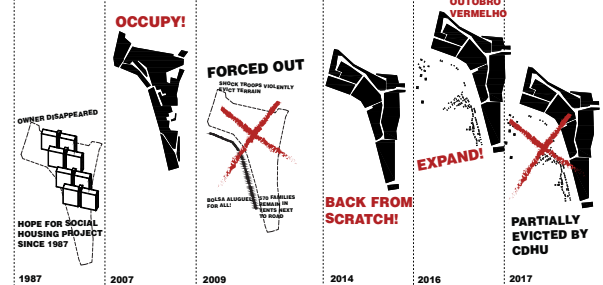 OWNER DISAPPEARED
HOPE FOR SOCIAL
HOUSING PROJECT
SINCE 1987
1987
OCCUPY!
2007
FORCED OUT
SHOCK TROOPS VIOLENTLY
EVICT TERRAIN
BOLSA ALUGUEL
FOR ALL!
270 FAMILIES
REMAIN IN
TENTS NEXT
TO ROAD
2009
BACK FROM
SCRATCH!
2014
OUTUBRO
VERMELHO
EXPAND!
2016
PARTIALLY
EVICTED BY
CDHU
2017